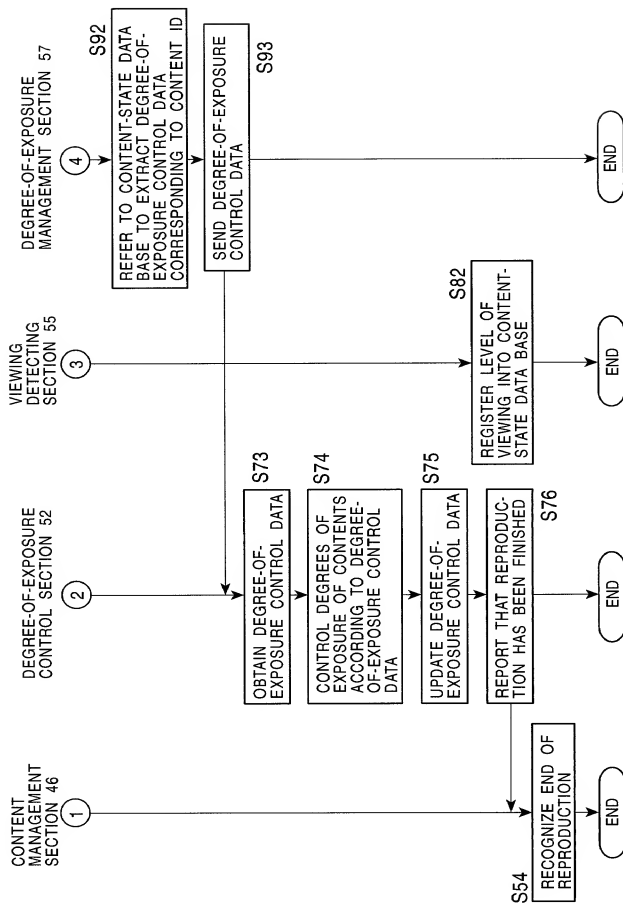 CONTENT
MANAGEMENT
SECTION 46
1
S54
RECOGNIZE END OF
REPRODUCTION
END
DEGREE-OF-EXPOSURE
CONTROL SECTION 52
2
OBTAIN DEGREE-OF-
EXPOSURE CONTROL DATA
S73
CONTROL DEGREES OF
EXPOSURE OF CONTENTS
ACCORDING TO DEGREE-
OF-EXPOSURE CONTROL
DATA
S74
UPDATE DEGREE-OF-
EXPOSURE CONTROL DATA
S75
REPORT THAT REPRODUC-
TION HAS BEEN FINISHED
S76
END
VIEWING
DETECTING
SECTION 55
3
REGISTER LEVEL OF
VIEWING INTO CONTENT-
STATE DATA BASE
S82
END
DEGREE-OF-EXPOSURE
MANAGEMENT SECTION 57
4
REFER TO CONTENT-STATE DATA
BASE TO EXTRACT DEGREE-OF-
EXPOSURE CONTROL DATA
CORRESPONDING TO CONTENT ID
S92
SEND DEGREE-OF-EXPOSURE
CONTROL DATA
S93
END